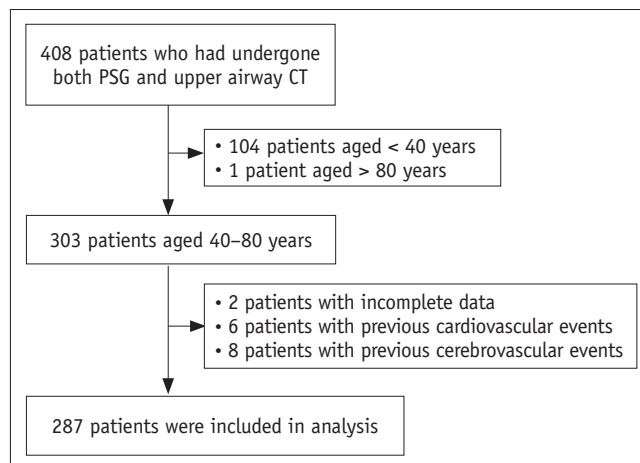 408 patients who had undergone
both PSG and upper airway CT
• 104 patients aged < 40 years
• 1 patient aged > 80 years
303 patients aged 40–80 years
• 2 patients with incomplete data
• 6 patients with previous cardiovascular events
• 8 patients with previous cerebrovascular events
287 patients were included in analysis